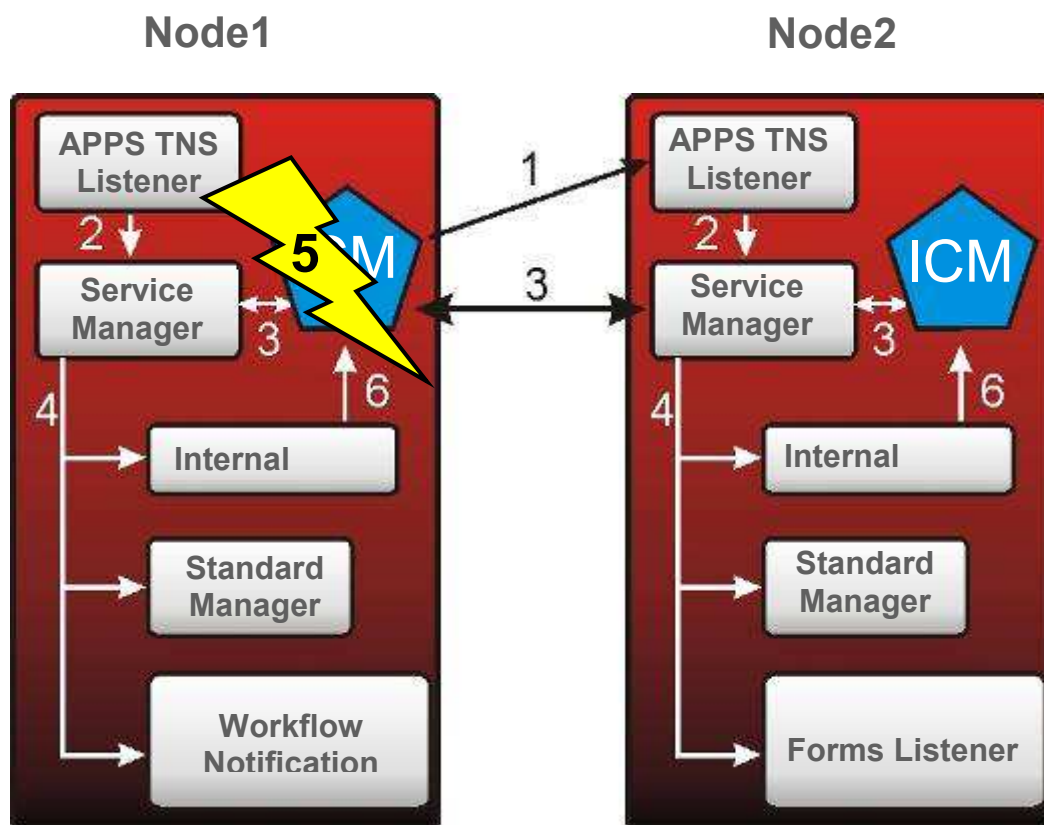 Node1
Node2
APPS TNS
Listener
2
Service
Manager
3
5
M
4
6
Internal
Standard
Manager
Workflow
Notification
1
3
APPS TNS
Listener
2
Service
Manager
3
ICM
4
6
Internal
Standard
Manager
Forms Listener